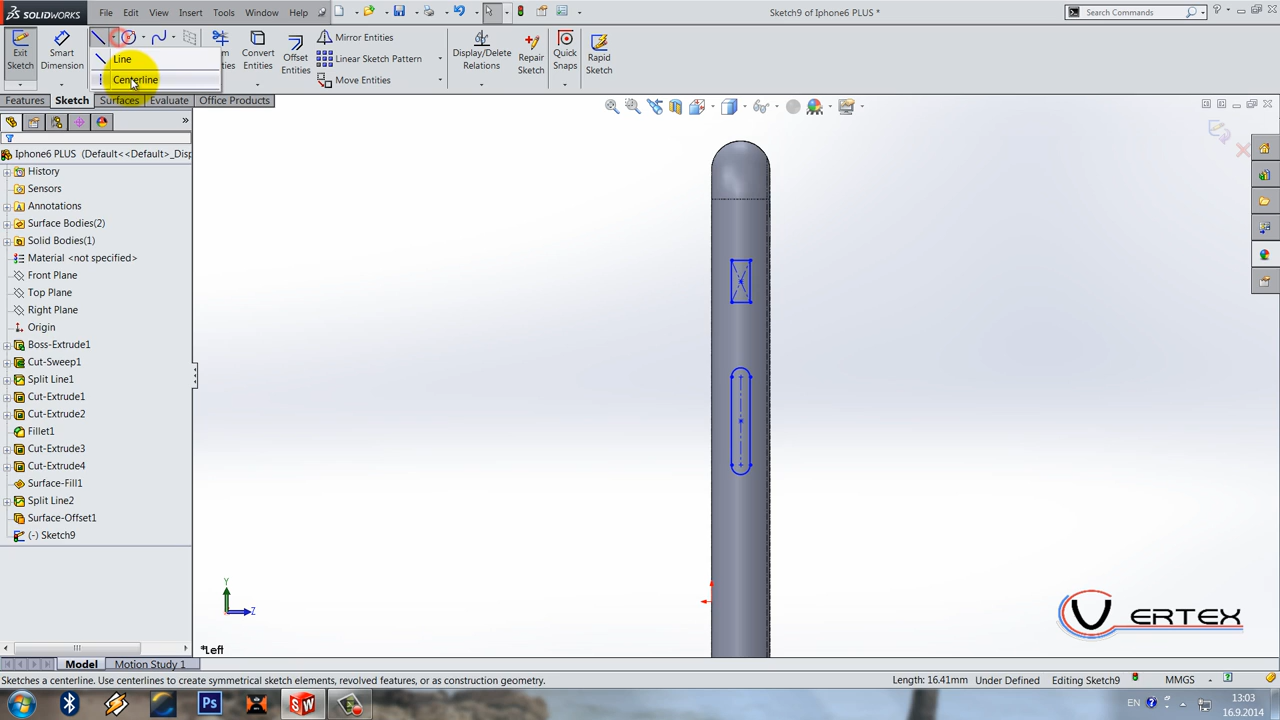 SOLIDWORKS
File Edit View Insert Tools Window Help
Sketch9 of Iphone6 PLUS *
Search Commands
Exit Sketch
Smart Dimension
Line
Centerline
Convert Entities
Offset Entities
Mirror Entities
Linear Sketch Pattern
Move Entities
Display/Delete Relations
Repair Sketch
Quick Snaps
Rapid Sketch
Features Sketch Surfaces Evaluate Office Products
Iphone6 PLUS (Default<<Default>_Disp
History
Sensors
Annotations
Surface Bodies(2)
Solid Bodies(1)
Material <not specified>
Front Plane
Top Plane
Right Plane
Origin
Boss-Extrude1
Cut-Sweep1
Split Line1
Cut-Extrude1
Cut-Extrude2
Fillet1
Cut-Extrude3
Cut-Extrude4
Surface-Fill1
Split Line2
Surface-Offset1
(-) Sketch9
Y
Z
*Left
VERTEX
Model Motion Study 1
Sketches a centerline. Use centerlines to create symmetrical sketch elements, revolved features, or as construction geometry.
Length: 16.41mm Under Defined Editing Sketch9 MMGS
Ps
SW
EN
13:03
16.9.2014